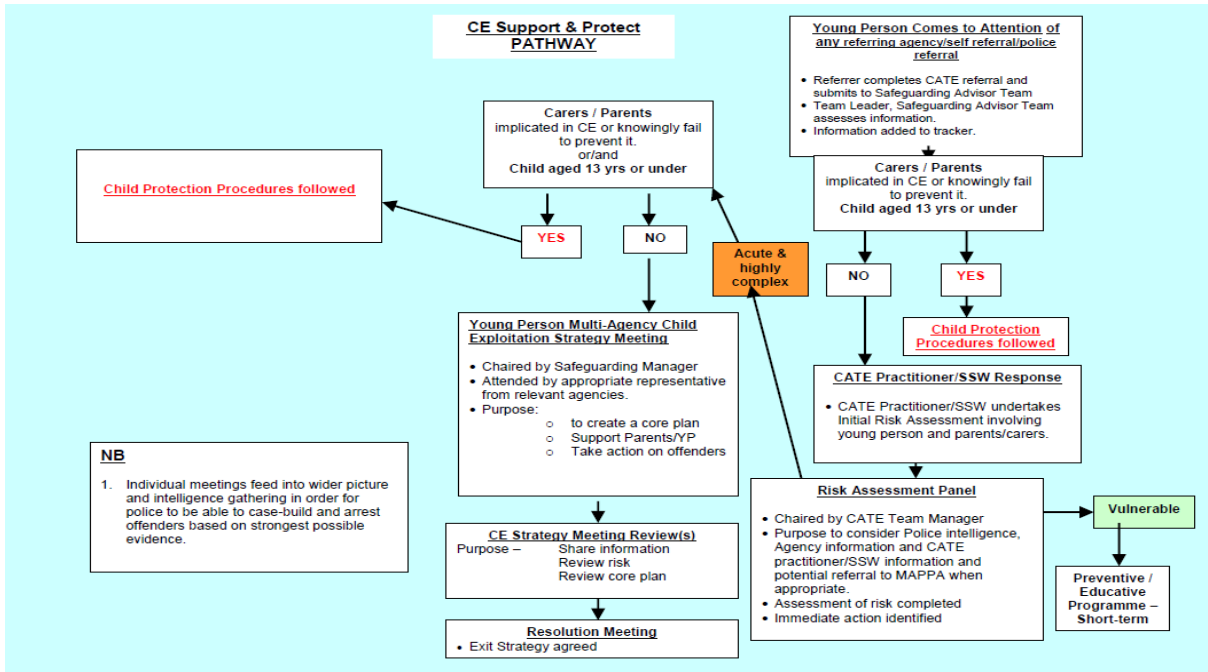 CE Support & Protect
PATHWAY
Young Person Comes to Attention of
any referring agency/self referral/police
referral
• Referrer completes CATE referral and
submits to Safeguarding Advisor Team
• Team Leader, Safeguarding Advisor Team
assesses information.
• Information added to tracker.
Carers / Parents
implicated in CE or knowingly fail
to prevent it.
or/and
Child aged 13 yrs or under
Child Protection Procedures followed
YES
NO
Carers / Parents
implicated in CE or knowingly fail
to prevent it.
Child aged 13 yrs or under
Acute &
highly
complex
NO
YES
Child Protection
Procedures followed
Young Person Multi-Agency Child
Exploitation Strategy Meeting
• Chaired by Safeguarding Manager
• Attended by appropriate representative
from relevant agencies.
• Purpose:
o to create a core plan
o Support Parents/YP
o Take action on offenders
CATE Practitioner/SSW Response
• CATE Practitioner/SSW undertakes
Initial Risk Assessment involving
young person and parents/carers.
NB
1. Individual meetings feed into wider picture
and intelligence gathering in order for
police to be able to case-build and arrest
offenders based on strongest possible
evidence.
Risk Assessment Panel
• Chaired by CATE Team Manager
• Purpose to consider Police intelligence,
Agency information and CATE
practitioner/SSW information and
potential referral to MAPPA when
appropriate.
• Assessment of risk completed
• Immediate action identified
Vulnerable
Preventive /
Educative
Programme –
Short-term
CE Strategy Meeting Review(s)
Purpose – Share information
Review risk
Review core plan
Resolution Meeting
• Exit Strategy agreed